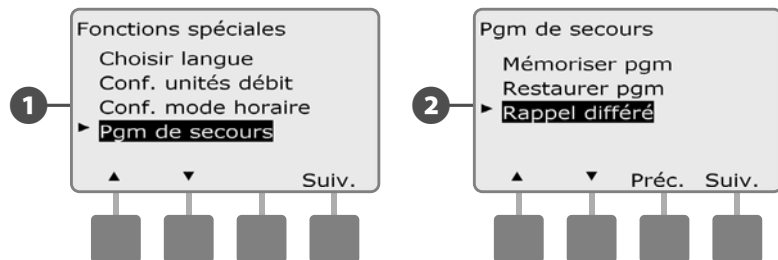 1
Fonctions spéciales
Choisir langue
Conf. unités débit
Conf. mode horaire
Pgm de secours
Suiv.
2
Pgm de secours
Mémoriser pgm
Restaurer pgm
Rappel différé
Préc. Suiv.